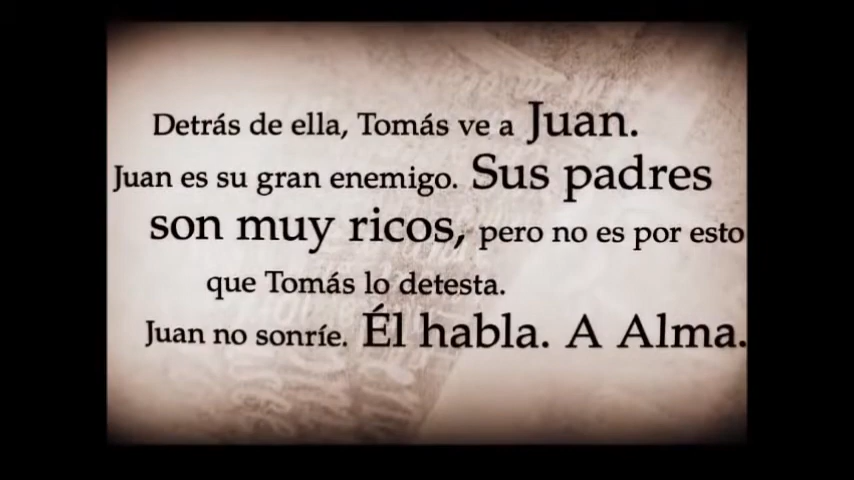 Detrás de ella, Tomás ve a Juan.
Juan es su gran enemigo. Sus padres
son muy ricos, pero no es por esto
que Tomás lo detesta.
Juan no sonríe. Él habla. A Alma.